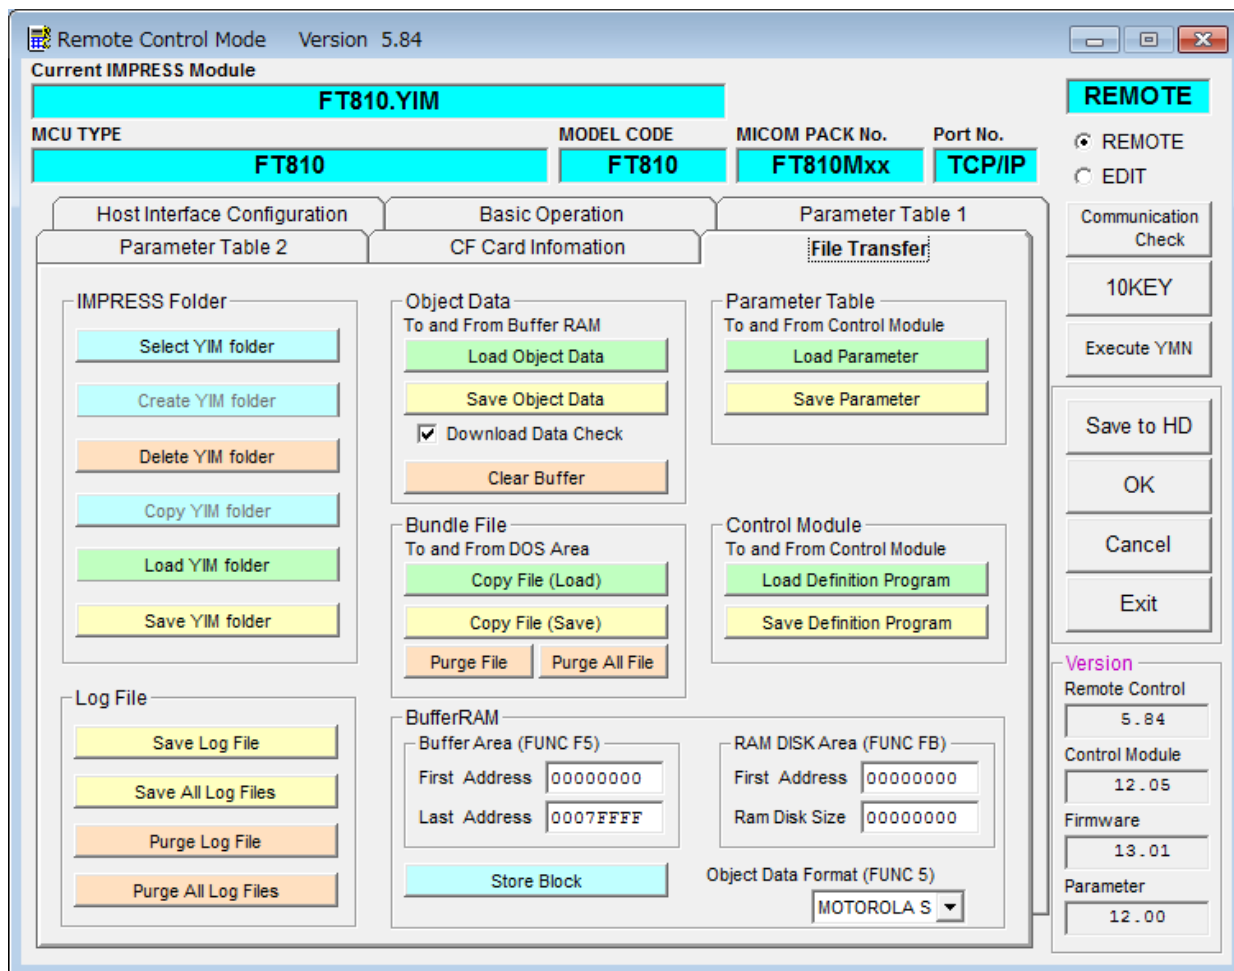 Remote Control Mode Version 5.84
Current IMPRESS Module
FT810.YIM
REMOTE
MCU TYPE MODEL CODE MICOM PACK No. Port No.
FT810 FT810 FT810Mxx TCP/IP
REMOTE
EDIT
Host Interface Configuration Basic Operation Parameter Table 1
Parameter Table 2 CF Card Infomation File Transfer
IMPRESS Folder
Select YIM folder
Create YIM folder
Delete YIM folder
Copy YIM folder
Load YIM folder
Save YIM folder
Log File
Save Log File
Save All Log Files
Purge Log File
Purge All Log Files
Object Data
To and From Buffer RAM
Load Object Data
Save Object Data
Download Data Check
Clear Buffer
Bundle File
To and From DOS Area
Copy File (Load)
Copy File (Save)
Purge File Purge All File
Parameter Table
To and From Control Module
Load Parameter
Save Parameter
Control Module
To and From Control Module
Load Definition Program
Save Definition Program
BufferRAM
Buffer Area (FUNC F5)
First Address 00000000
Last Address 0007FFFF
Store Block
RAM DISK Area (FUNC FB)
First Address 00000000
Ram Disk Size 00000000
Object Data Format (FUNC 5)
MOTOROLA S
Communication
Check
10KEY
Execute YMN
Save to HD
OK
Cancel
Exit
Version
Remote Control
5.84
Control Module
12.05
Firmware
13.01
Parameter
12.00